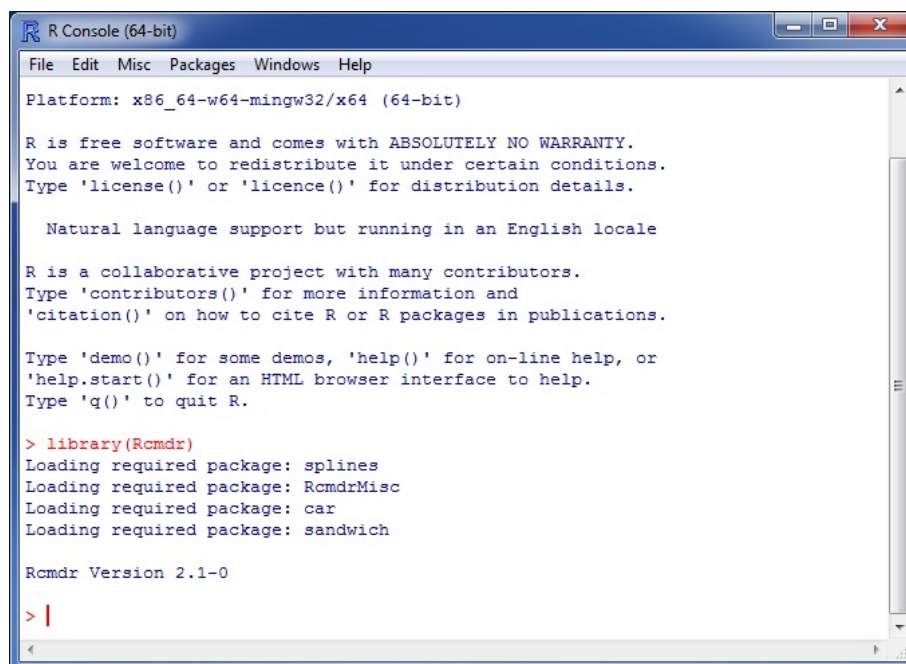 R Console (64-bit)
File Edit Misc Packages Windows Help
Platform: x86_64-w64-mingw32/x64 (64-bit)
R is free software and comes with ABSOLUTELY NO WARRANTY.
You are welcome to redistribute it under certain conditions.
Type 'license()' or 'licence()' for distribution details.
Natural language support but running in an English locale
R is a collaborative project with many contributors.
Type 'contributors()' for more information and
'citation()' on how to cite R or R packages in publications.
Type 'demo()' for some demos, 'help()' for on-line help, or
'help.start()' for an HTML browser interface to help.
Type 'q()' to quit R.
> library(Rcmdr)
Loading required package: splines
Loading required package: RcmdrMisc
Loading required package: car
Loading required package: sandwich
Rcmdr Version 2.1-0
>